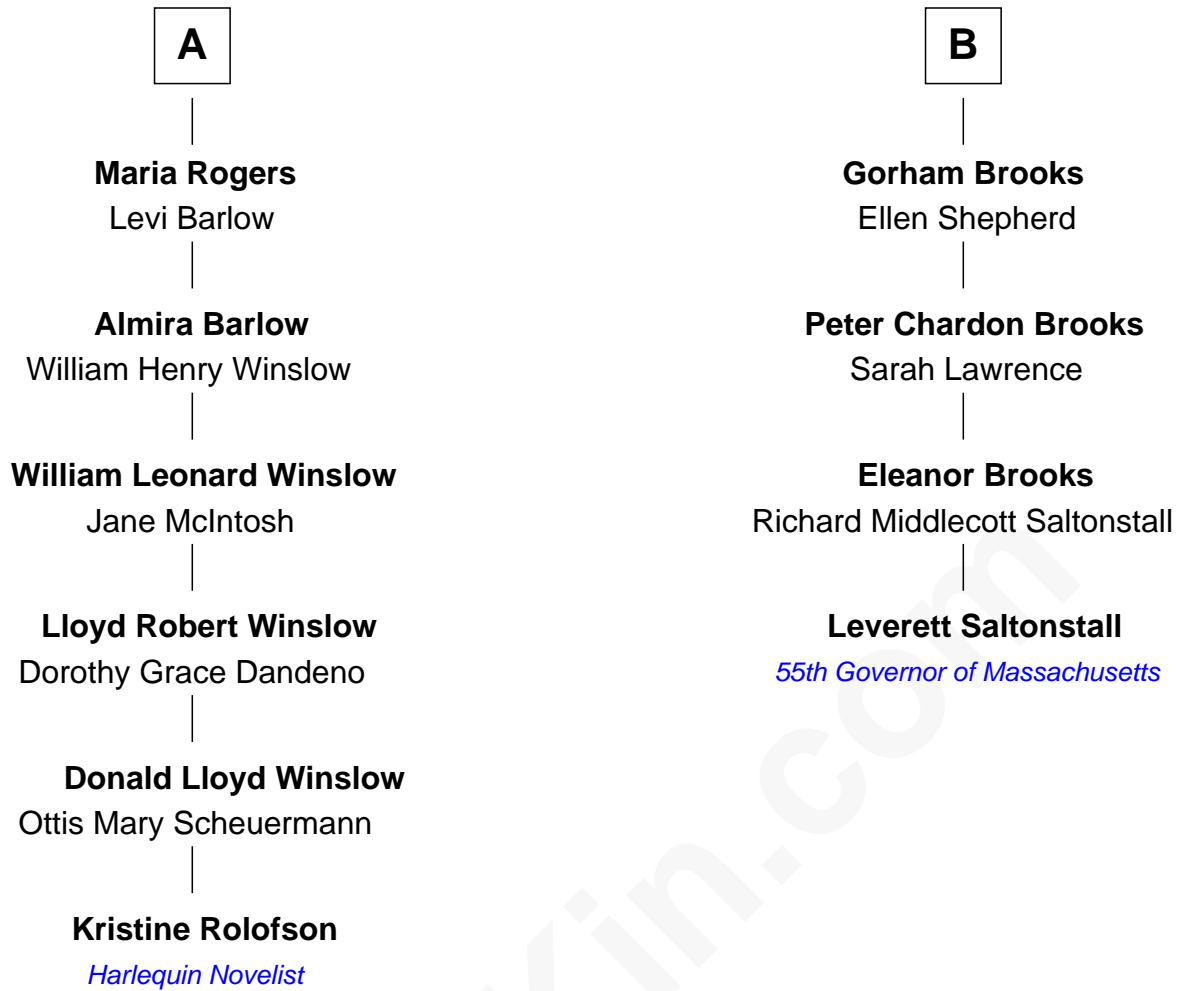 A
Maria Rogers
Levi Barlow
Almira Barlow
William Henry Winslow
William Leonard Winslow
Jane McIntosh
Lloyd Robert Winslow
Dorothy Grace Dandeno
Donald Lloyd Winslow
Ottis Mary Scheuermann
Kristine Rolofson
Harlequin Novelist
B
Gorham Brooks
Ellen Shepherd
Peter Chardon Brooks
Sarah Lawrence
Eleanor Brooks
Richard Middlecott Saltonstall
Leverett Saltonstall
55th Governor of Massachusetts
Kin.com